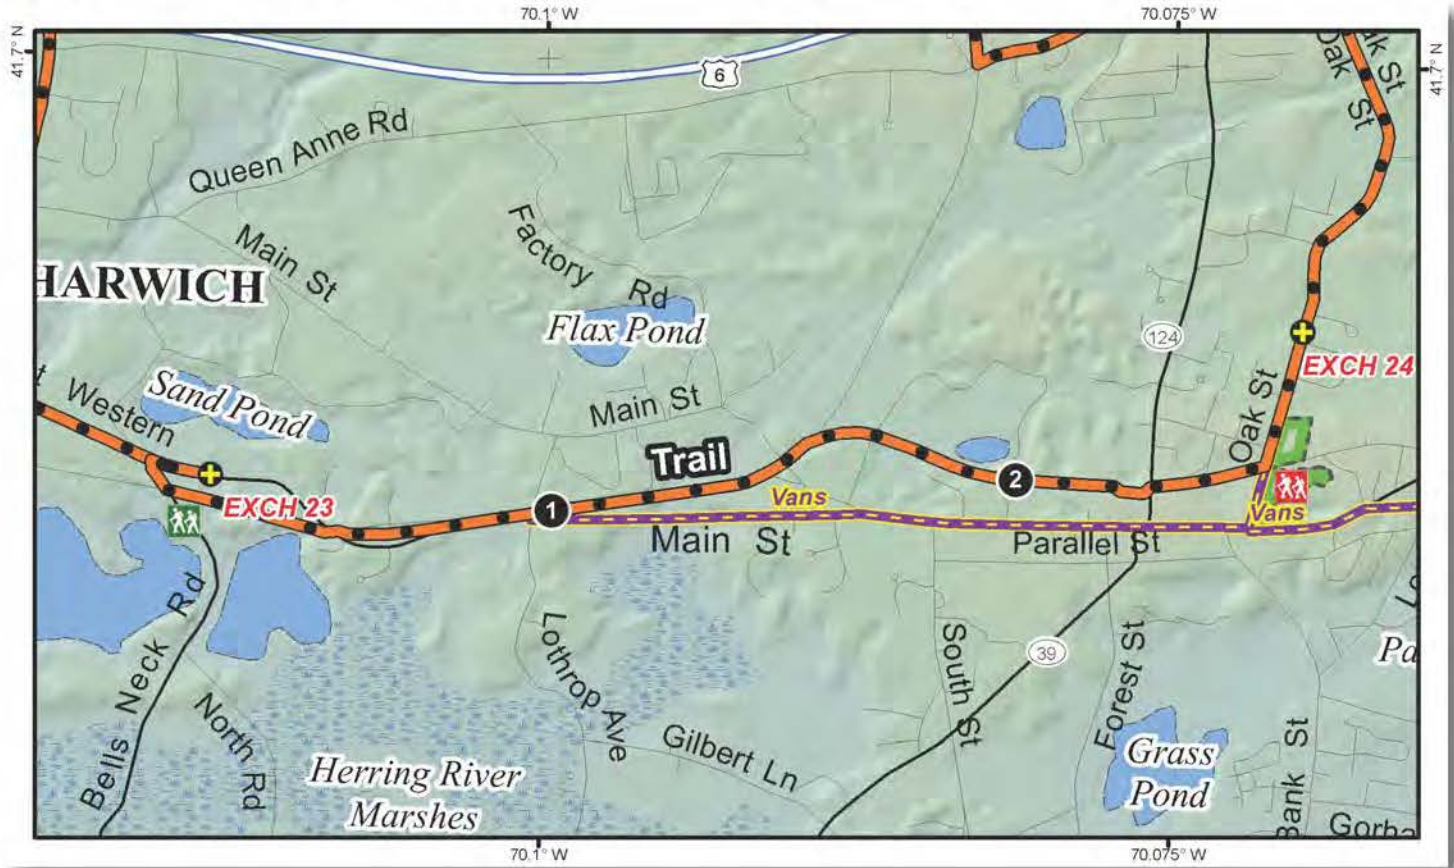 70.1° W
70.075° W
41.7° N
41.7° N
6
Oak St
Oak St
Queen Anne Rd
Main St
Factory Rd
HARWICH
Flax Pond
124
EXCH 24
Sand Pond
Western
Main St
Oak St
Trail
2
1
Vans
Vans
EXCH 23
Main St
Parallel St
Bells Neck Rd
North Rd
Lothrop Ave
Gilbert Ln
South St
39
Forest St
Pa
Herring River
Marshes
Grass
Pond
Bank St
Gorha
70.1° W
70.075° W